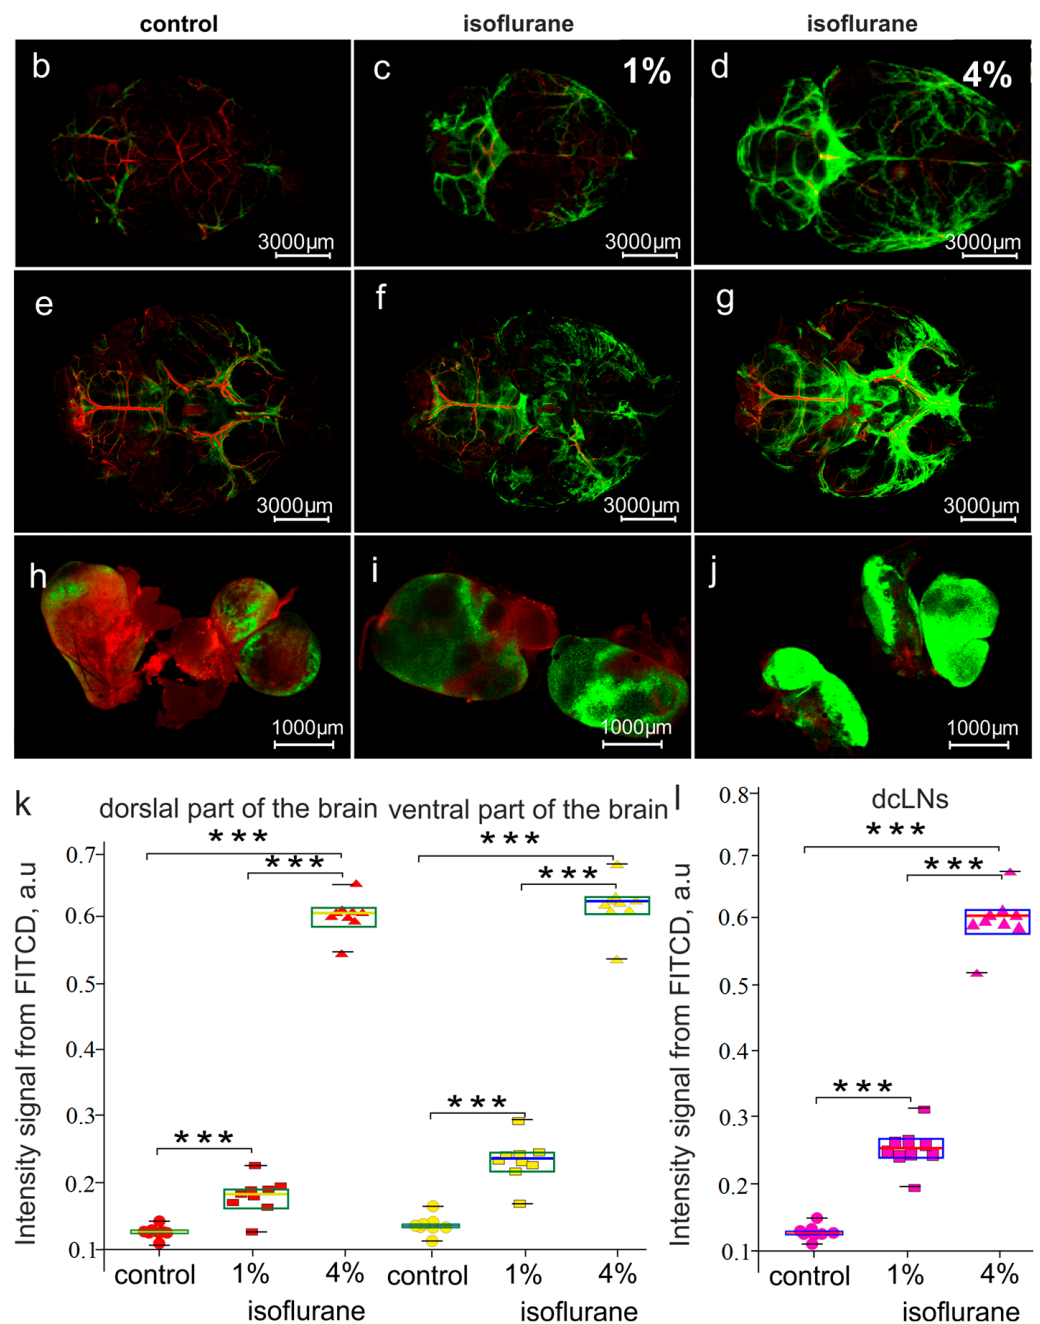 control isoflurane isoflurane
b c 1% d 4%
3000µm 3000µm 3000µm
e f g
3000µm 3000µm 3000µm
h i j
1000µm 1000µm 1000µm
k dorslal part of the brain ventral part of the brain l dcLNs
*** *** ***
*** *** ***
0.7 0.8
0.6 0.7
0.5 0.6
0.4 0.5
0.3 0.4
0.2 0.3
0.1 0.2
0.1
*** *** ***
Intensity signal from FITCD, a.u
Intensity signal from FITCD, a.u
control 1% 4% control 1% 4% control 1% 4%
isoflurane isoflurane isoflurane